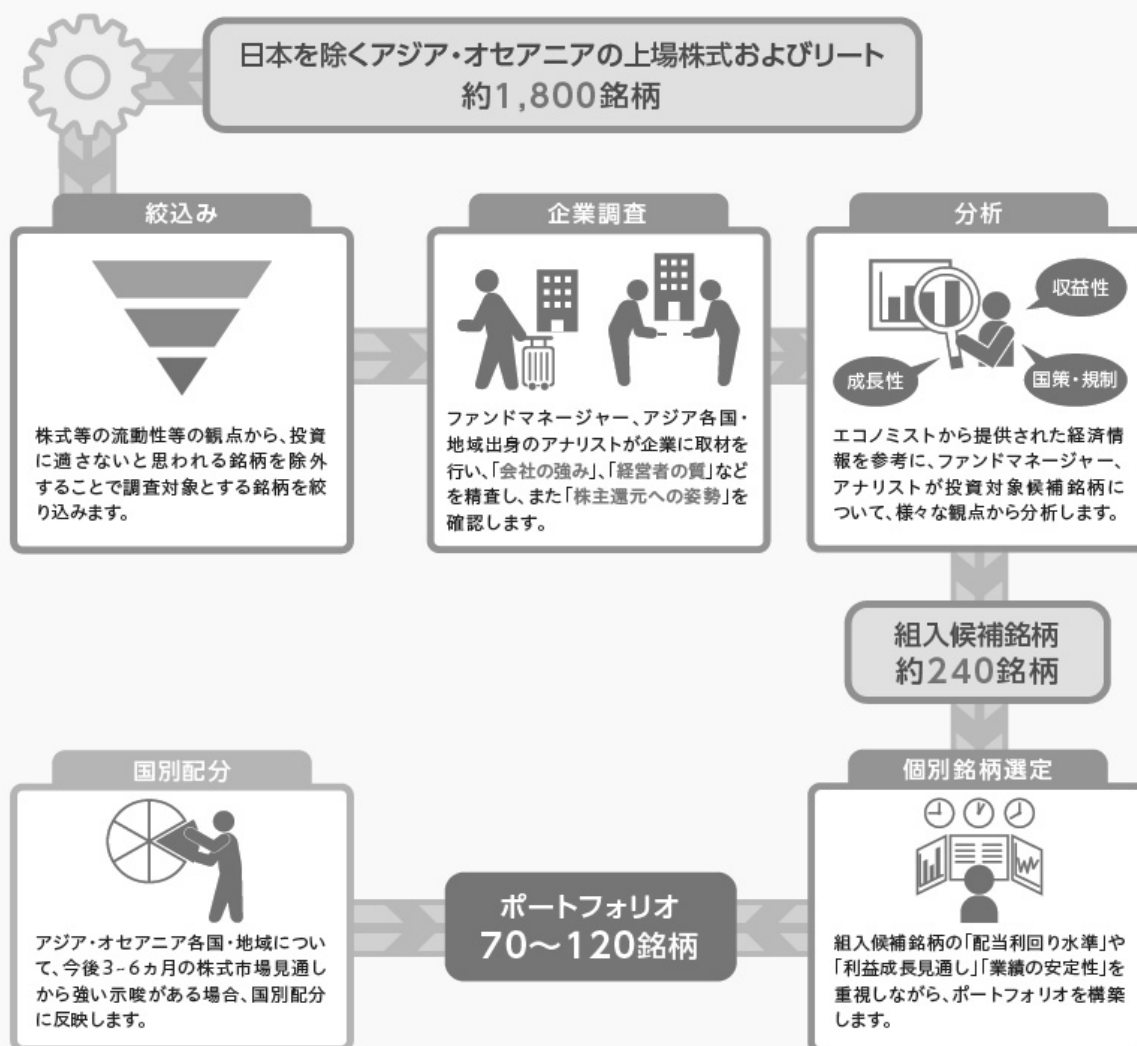 日本を除くアジア・オセアニアの上場株式およびリート
約1,800銘柄
絞込み
株式等の流動性等の観点から、投資
に適さないと思われる銘柄を除外
することで調査対象とする銘柄を絞
り込みます。
企業調査
ファンドマネージャー、アジア各国・
地域出身のアナリストが企業に取材を
行い、「会社の強み」、「経営者の質」など
を精査し、また「株主還元への姿勢」を
確認します。
分析
収益性
成長性
国策・規制
エコノミストから提供された経済情
報を参考に、ファンドマネージャー、
アナリストが投資対象候補銘柄に
ついて、様々な観点から分析します。
組入候補銘柄
約240銘柄
個別銘柄選定
組入候補銘柄の「配当利回り水準」や
「利益成長見通し」「業績の安定性」を
重視しながら、ポートフォリオを構築
します。
ポートフォリオ
70～120銘柄
国別配分
アジア・オセアニア各国・地域につい
て、今後3-6ヵ月の株式市場見通し
から強い示唆がある場合、国別配分
に反映します。